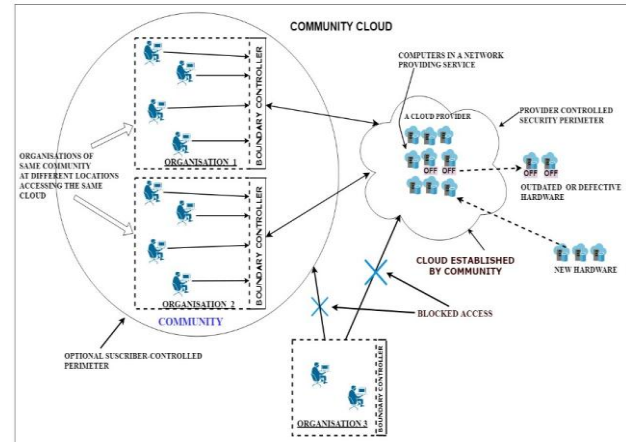 COMMUNITY CLOUD
COMPUTERS IN A NETWORK
PROVIDING SERVICE
A CLOUD PROVIDER
PROVIDER CONTROLLED
SECURITY PERIMETER
BOUNDARY CONTROLLER
ORGANISATION 1
ORGANISATIONS OF
SAME COMMUNITY
AT DIFFERENT LOCATIONS
ACCESSING THE SAME
CLOUD
OFF OFF
OFF OFF
OUTDATED OR DEFECTIVE
HARDWARE
BOUNDARY CONTROLLER
ORGANISATION 2
COMMUNITY
CLOUD ESTABLISHED
BY COMMUNITY
NEW HARDWARE
BLOCKED ACCESS
OPTIONAL SUSCRIBER-CONTROLLED
PERIMETER
BOUNDARY CONTROLLER
ORGANISATION 3